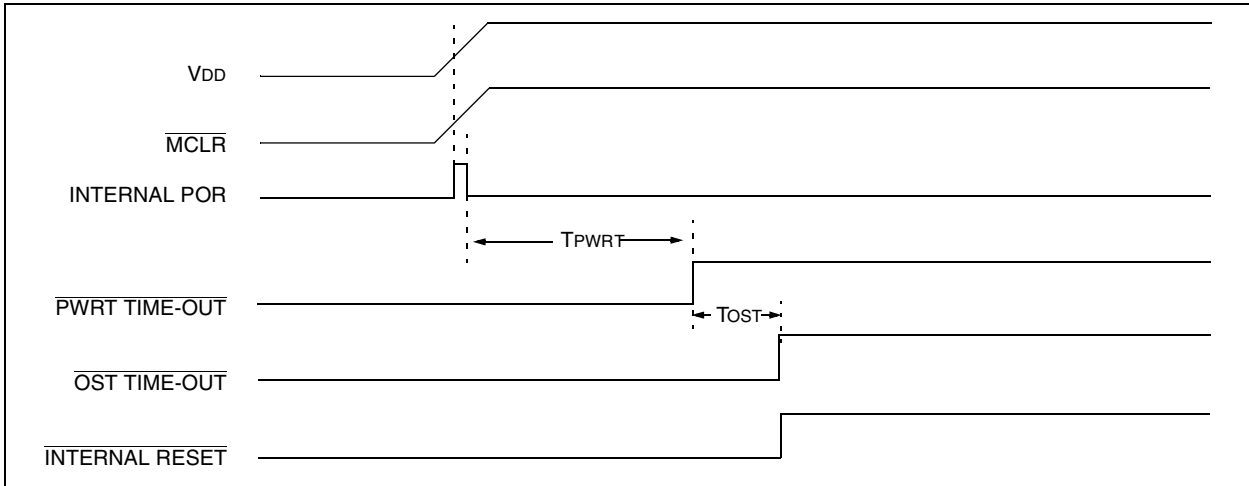 VDD
MCLR
INTERNAL POR
TPWRT
PWRT TIME-OUT
TOST
OST TIME-OUT
INTERNAL RESET